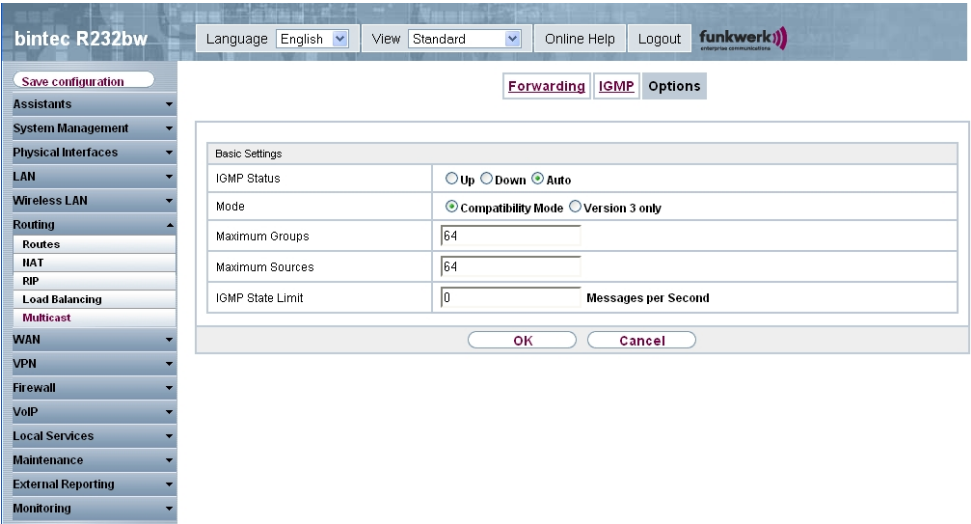 bintec R232bw
Language English View Standard Online Help Logout funkwerk
enterprise communications
Save configuration
Assistants
System Management
Physical Interfaces
LAN
Wireless LAN
Routing
Routes
NAT
RIP
Load Balancing
Multicast
WAN
VPN
Firewall
VoIP
Local Services
Maintenance
External Reporting
Monitoring
Forwarding IGMP Options
Basic Settings
IGMP Status Up Down Auto
Mode Compatibility Mode Version 3 only
Maximum Groups 64
Maximum Sources 64
IGMP State Limit 0 Messages per Second
OK Cancel